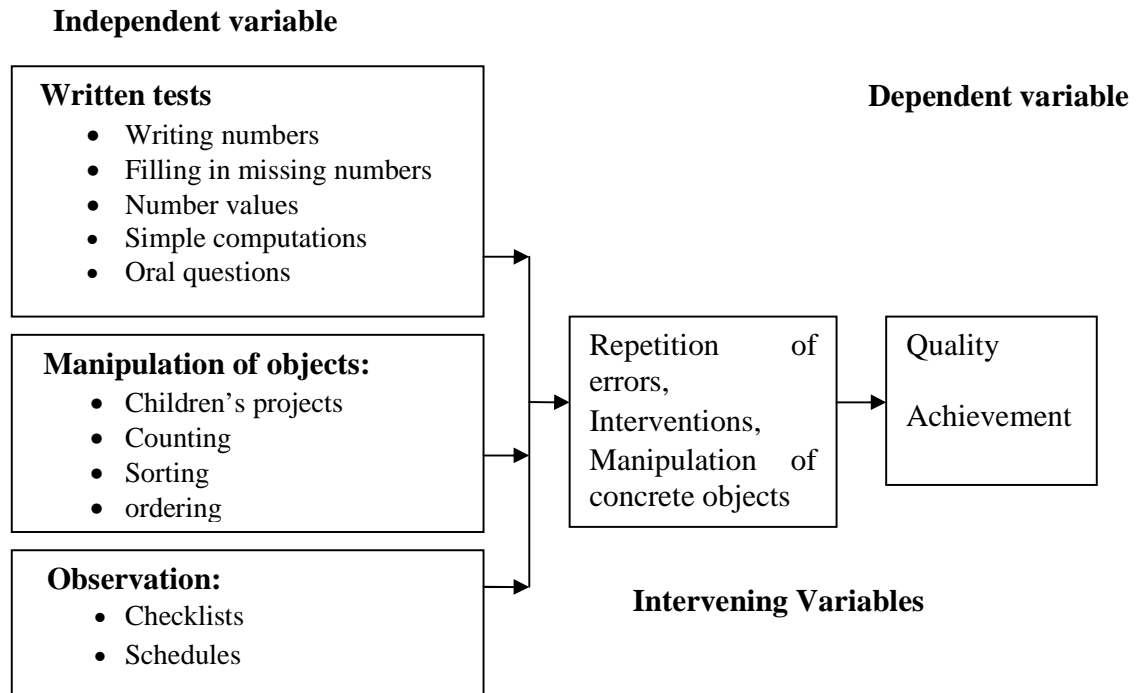 Independent variable
Written tests
• Writing numbers
• Filling in missing numbers
• Number values
• Simple computations
• Oral questions
Manipulation of objects:
• Children’s projects
• Counting
• Sorting
• ordering
Observation:
• Checklists
• Schedules
Repetition of
errors,
Interventions,
Manipulation of
concrete objects
Intervening Variables
Dependent variable
Quality
Achievement